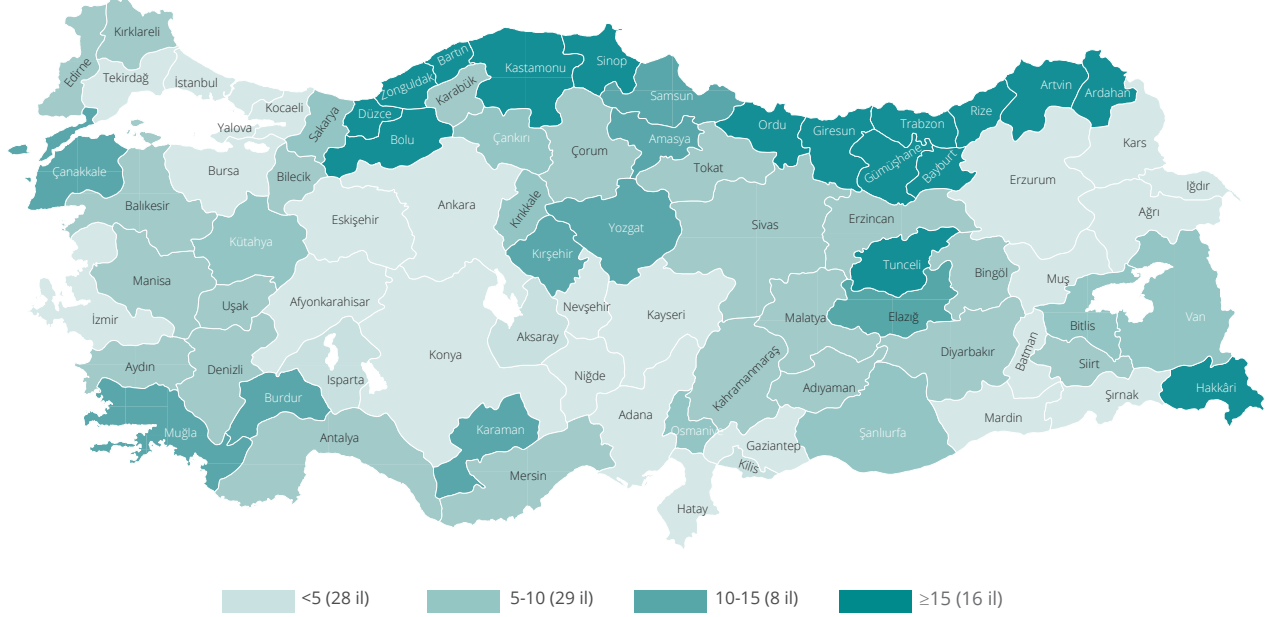 Kırklareli
Edirne
Tekirdağ
İstanbul
Kocaeli
Yalova
Sakarya
Düzce
Zonguldak
Bartın
Karabük
Kastamonu
Sinop
Samsun
Bolu
Çankırı
Çorum
Amasya
Tokat
Ordu
Giresun
Trabzon
Gümüşhane
Bayburt
Rize
Artvin
Ardahan
Kars
Iğdır
Ağrı
Erzurum
Çanakkale
Balıkesir
Bursa
Bilecik
Eskişehir
Ankara
Kırıkkale
Kırşehir
Yozgat
Sivas
Erzincan
Tunceli
Bingöl
Muş
Kütahya
Manisa
Uşak
Afyonkarahisar
İzmir
Aydın
Denizli
Isparta
Burdur
Muğla
Antalya
Konya
Aksaray
Nevşehir
Niğde
Kayseri
Malatya
Elazığ
Diyarbakır
Batman
Bitlis
Siirt
Van
Hakkâri
Şırnak
Mardin
Şanlıurfa
Adıyaman
Kahramanmaraş
Osmaniye
Gaziantep
Kilis
Hatay
Adana
Mersin
Karaman
<5 (28 il)
5-10 (29 il)
10-15 (8 il)
≥15 (16 il)